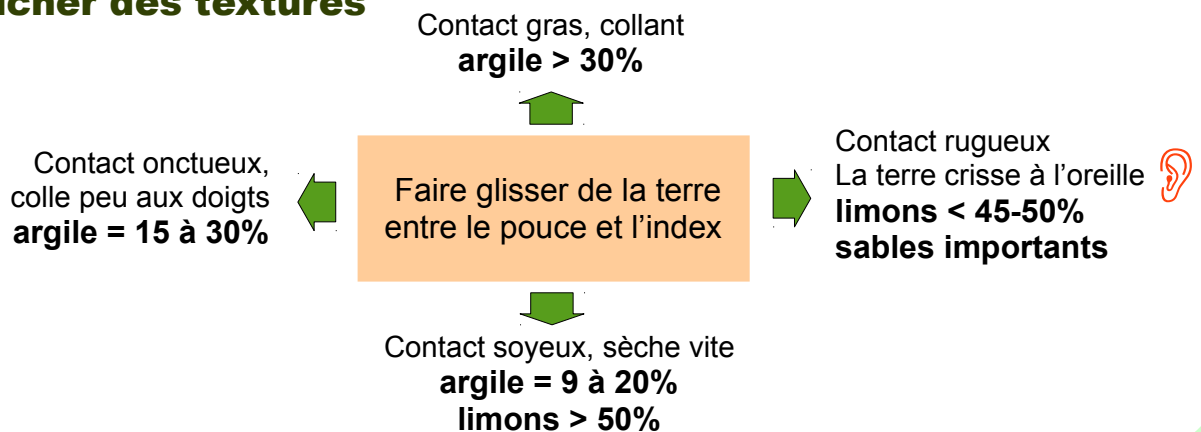 des textures
Contact gras, collant
argile > 30%
Contact onctueux,
colle peu aux doigts
argile = 15 à 30%
Faire glisser de la terre
entre le pouce et l’index
Contact rugueux
La terre crisse à l’oreille
limons < 45-50%
sables importants
Contact soyeux, sèche vite
argile = 9 à 20%
limons > 50%